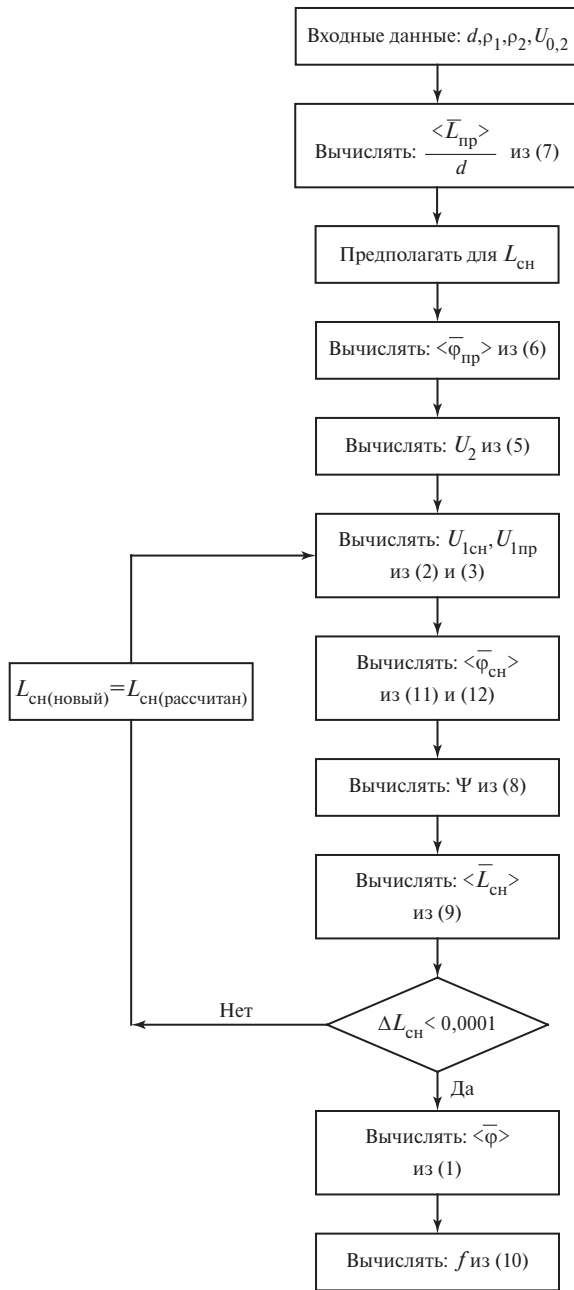 Входные данные: d,ρ1,ρ2,U0,2
Вычислять: <L̅пр>/d из (7)
Предполагать для Lсн
Вычислять: <φ̅пр> из (6)
Вычислять: U2 из (5)
Вычислять: U1сн,U1пр
из (2) и (3)
Вычислять: <φ̅сн>
из (11) и (12)
Lсн(новый)=Lсн(рассчитан)
Вычислять: Ψ из (8)
Вычислять: <L̅сн>
из (9)
Нет
ΔLсн< 0,0001
Да
Вычислять: <φ̅>
из (1)
Вычислять: f из (10)